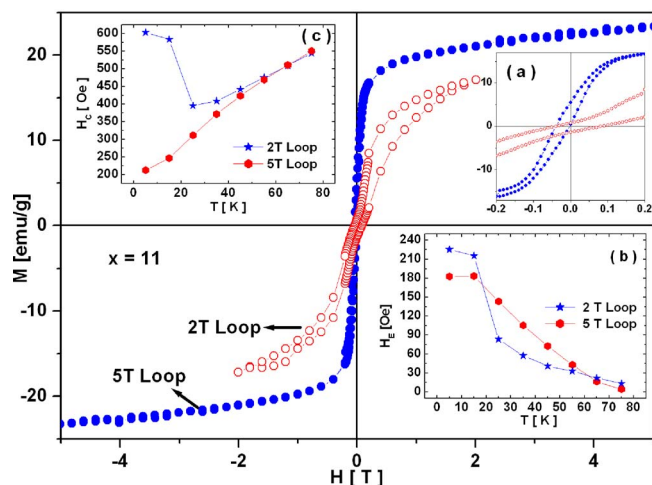 20
10
0
-10
-20
M [ emu/g ]
-4
-2
0
2
4
H [ T ]
x = 11
2T Loop
5T Loop
( c )
600
550
500
450
400
350
300
250
200
H_C [ Oe ]
0 10 20 30 40 50 60 70 80
T [ K ]
2T Loop
5T Loop
( a )
10
0
-10
-0.2 -0.1 0.0 0.1 0.2
( b )
240
210
180
150
120
90
60
30
0
H_E [Oe]
2 T Loop
5 T Loop
0 10 20 30 40 50 60 70 80
T [ K ]